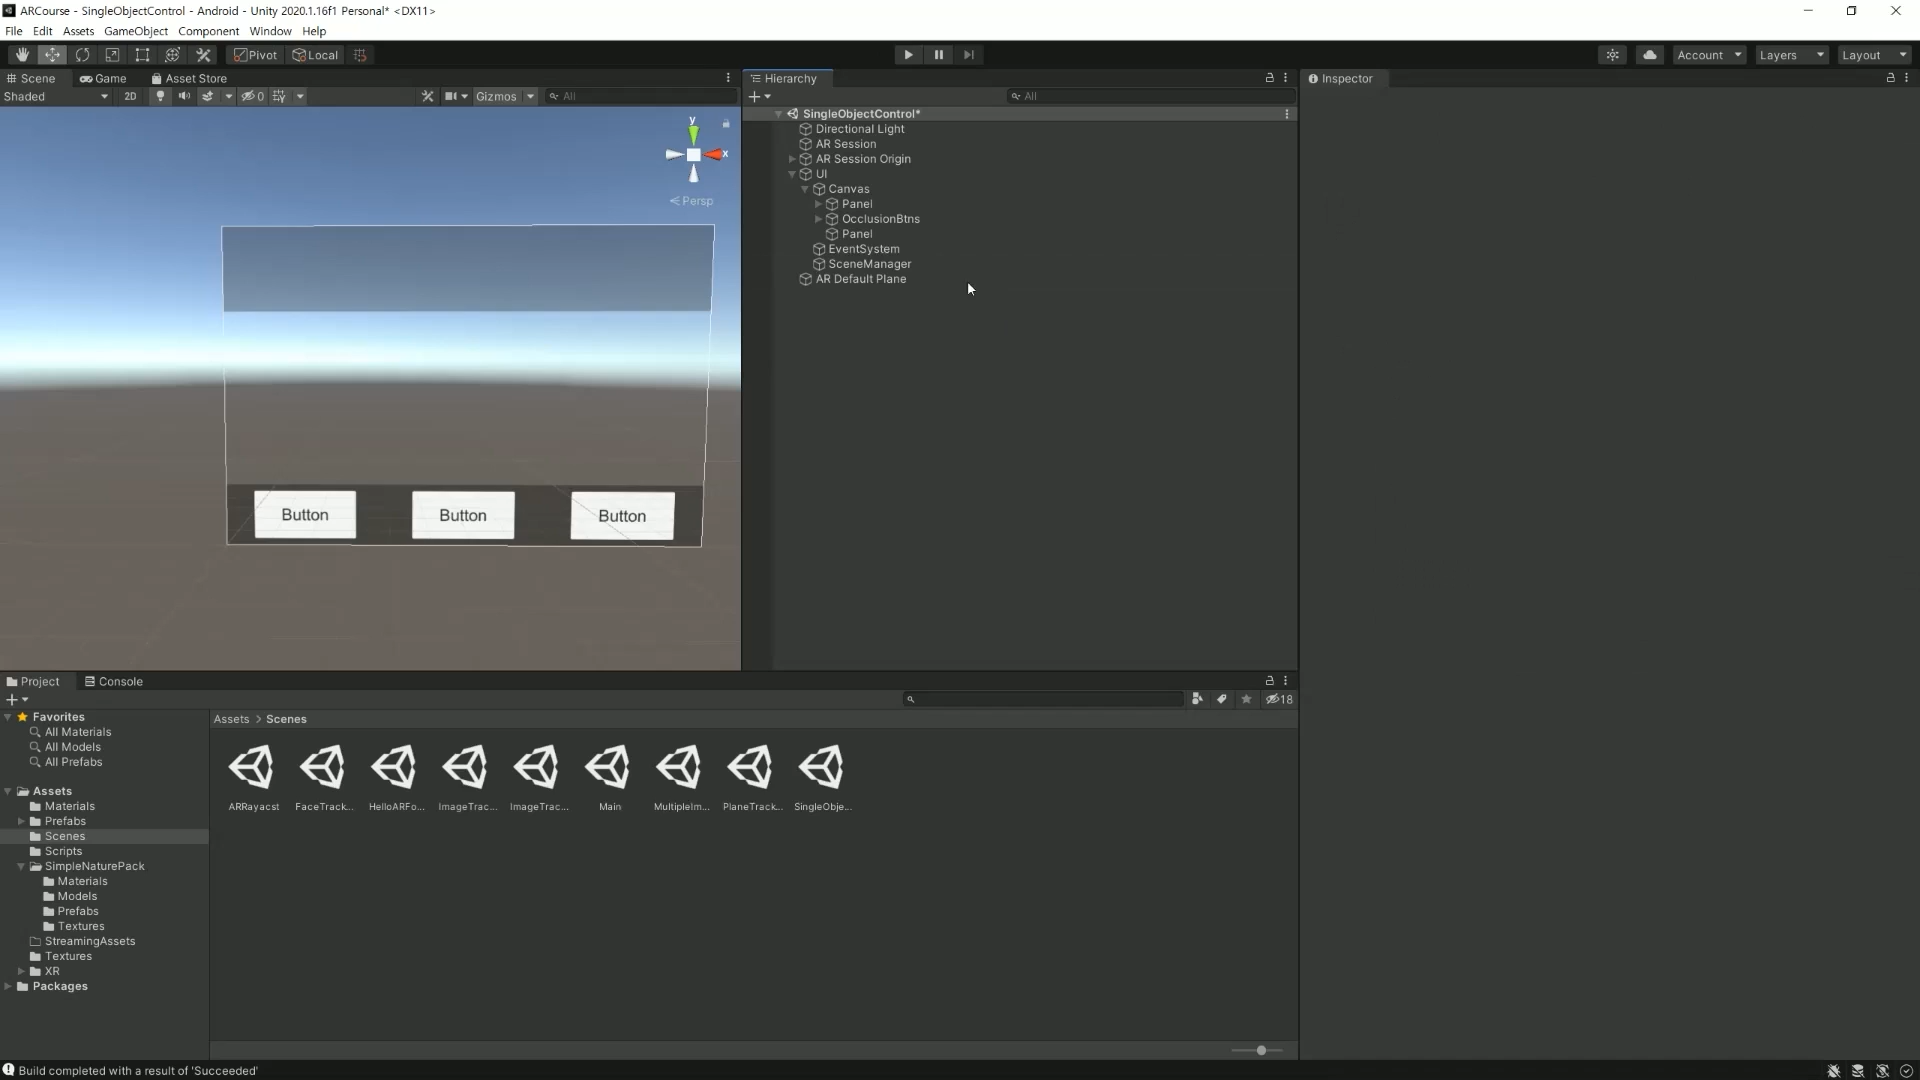 ARCourse - SingleObjectControl - Android - Unity 2020.1.16f1 Personal* <DX11>
File Edit Assets GameObject Component Window Help
Pivot Local Account Layers Layout
Scene Game Asset Store
Shaded 2D 0 Gizmos All
y
x
Persp
Button Button Button
Hierarchy
All
SingleObjectControl*
Directional Light
AR Session
AR Session Origin
UI
Canvas
Panel
OcclusionBtns
Panel
EventSystem
SceneManager
AR Default Plane
Inspector
Project Console
18
Favorites
All Materials
All Models
All Prefabs
Assets
Materials
Prefabs
Scenes
Scripts
SimpleNaturePack
Materials
Models
Prefabs
Textures
StreamingAssets
Textures
XR
Packages
Assets > Scenes
ARRayacst FaceTrack... HelloARFo... ImageTrac... ImageTrac... Main MultipleIm... PlaneTrack... SingleObje...
Build completed with a result of 'Succeeded'